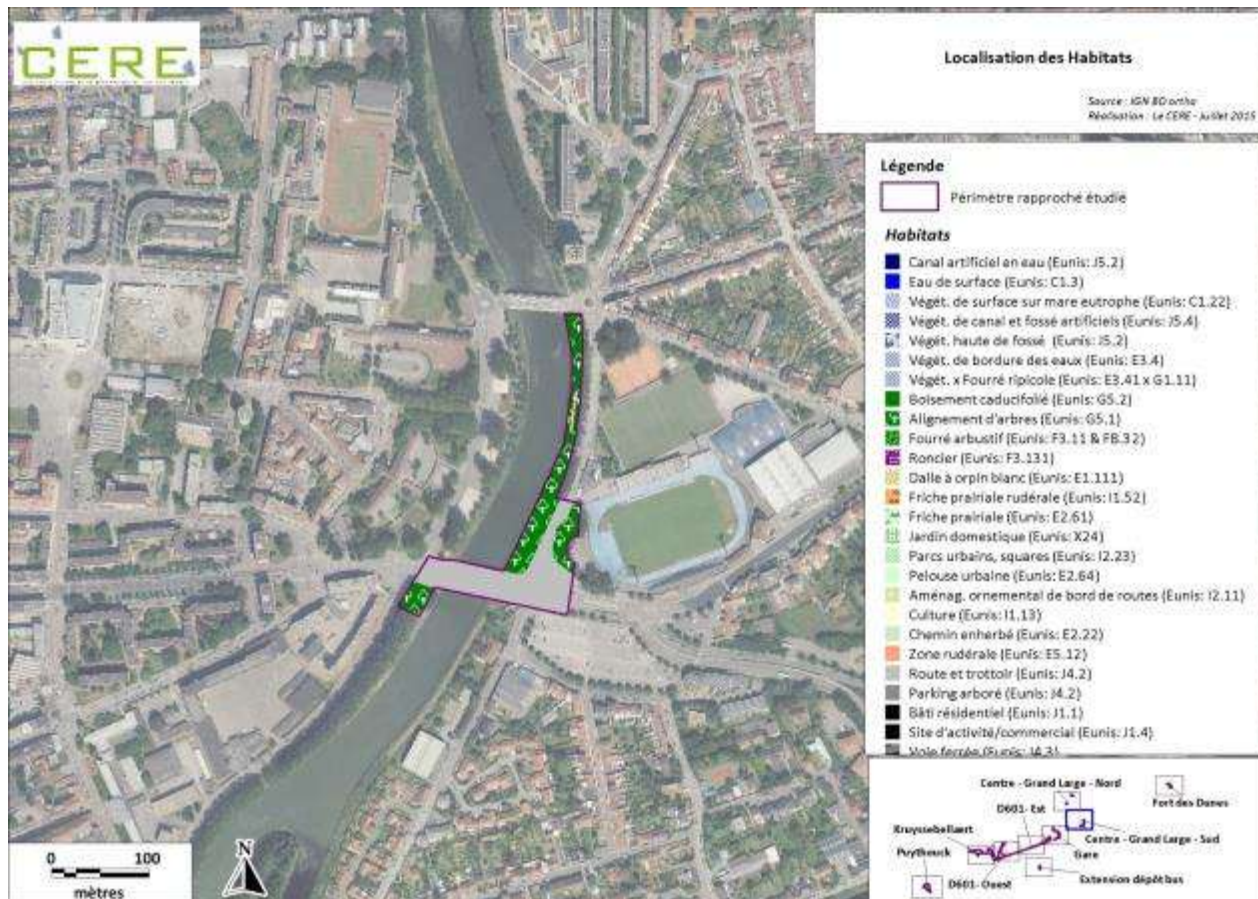 CERE
Localisation des Habitats
Source : IGN BD ortho
Réalisation : Le CERE - Juillet 2015
Légende
Périmètre rapproché étudié
Habitats
Canal artificiel en eau (Eunis: J5.2)
Eau de surface (Eunis: C1.3)
Végét. de surface sur mare eutrophe (Eunis: C1.22)
Végét. de canal et fossé artificiels (Eunis: J5.4)
Végét. haute de fossé (Eunis: J5.2)
Végét. de bordure des eaux (Eunis: E3.4)
Végét. x Fourré ripicole (Eunis: E3.41 x G1.11)
Boisement caducifolié (Eunis: G5.2)
Alignement d'arbres (Eunis: G5.1)
Fourré arbustif (Eunis: F3.11 & FB.32)
Roncier (Eunis: F3.131)
Dalle à orpin blanc (Eunis: E1.111)
Friche prairiale rudérale (Eunis: I1.52)
Friche prairiale (Eunis: E2.61)
Jardin domestique (Eunis: X24)
Parcs urbains, squares (Eunis: I2.23)
Pelouse urbaine (Eunis: E2.64)
Aménag. ornemental de bord de routes (Eunis: I2.11)
Culture (Eunis: I1.13)
Chemin enherbé (Eunis: E2.22)
Zone rudérale (Eunis: E5.12)
Route et trottoir (Eunis: J4.2)
Parking arboré (Eunis: J4.2)
Bâti résidentiel (Eunis: J1.1)
Site d'activité/commercial (Eunis: J1.4)
Voie ferrée (Eunis: J4.3)
Centre - Grand Large - Nord
Fort des Dunes
D601- Est
Kruyssebellaert
Centre - Grand Large - Sud
Puythouck
Gare
D601- Ouest
Extension dépôt bus
N
0 100
mètres